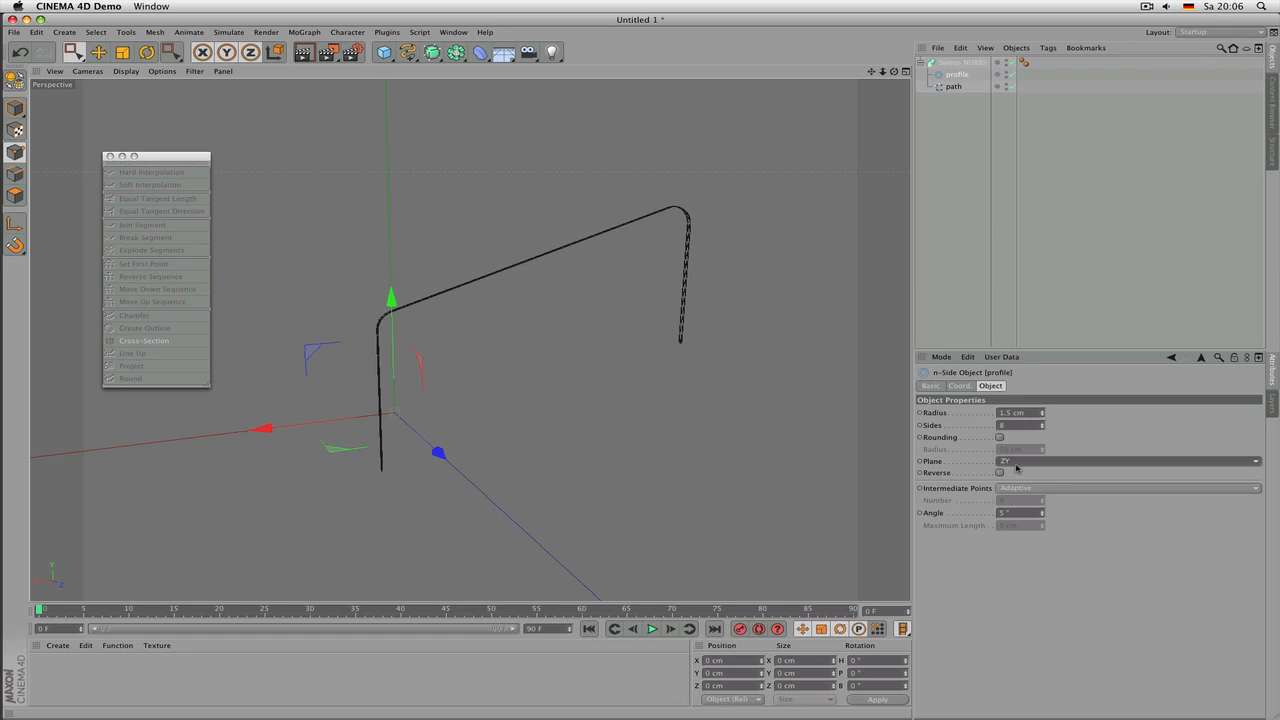 CINEMA 4D Demo Window
Sa 20:06
Untitled 1 *
File Edit Create Select Tools Mesh Animate Simulate Render MoGraph Character Plugins Script Window Help
Layout: Startup
X Y Z
View Cameras Display Options Filter Panel
Perspective
Hard Interpolation
Soft Interpolation
Equal Tangent Length
Equal Tangent Direction
Join Segment
Break Segment
Explode Segments
Set First Point
Reverse Sequence
Move Down Sequence
Move Up Sequence
Chamfer
Create Outline
Cross-Section
Line Up
Project
Round
Y
Z
File Edit View Objects Tags Bookmarks
Sweep NURBS
profile
path
Objects
Content Browser
Structure
Mode Edit User Data
n-Side Object [profile]
Basic Coord. Object
Object Properties
Radius 1.5 cm
Sides 8
Rounding
Radius
Plane ZY
Reverse
Intermediate Points Adaptive
Number
Angle 5 °
Maximum Length 5 cm
Attributes
Layers
0 5 10 15 20 25 30 35 40 45 50 55 60 65 70 75 80 85 90
0 F
0 F 90 F
P
Create Edit Function Texture
Position Size Rotation
X 0 cm X 0 cm H 0 °
Y 0 cm Y 0 cm P 0 °
Z 0 cm Z 0 cm B 0 °
Object (Rel) Size Apply
MAXON
CINEMA 4D